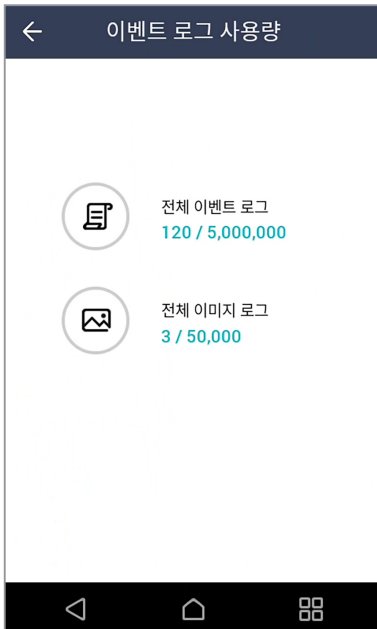 이벤트 로그 사용량
전체 이벤트 로그
120 / 5,000,000
전체 이미지 로그
3 / 50,000